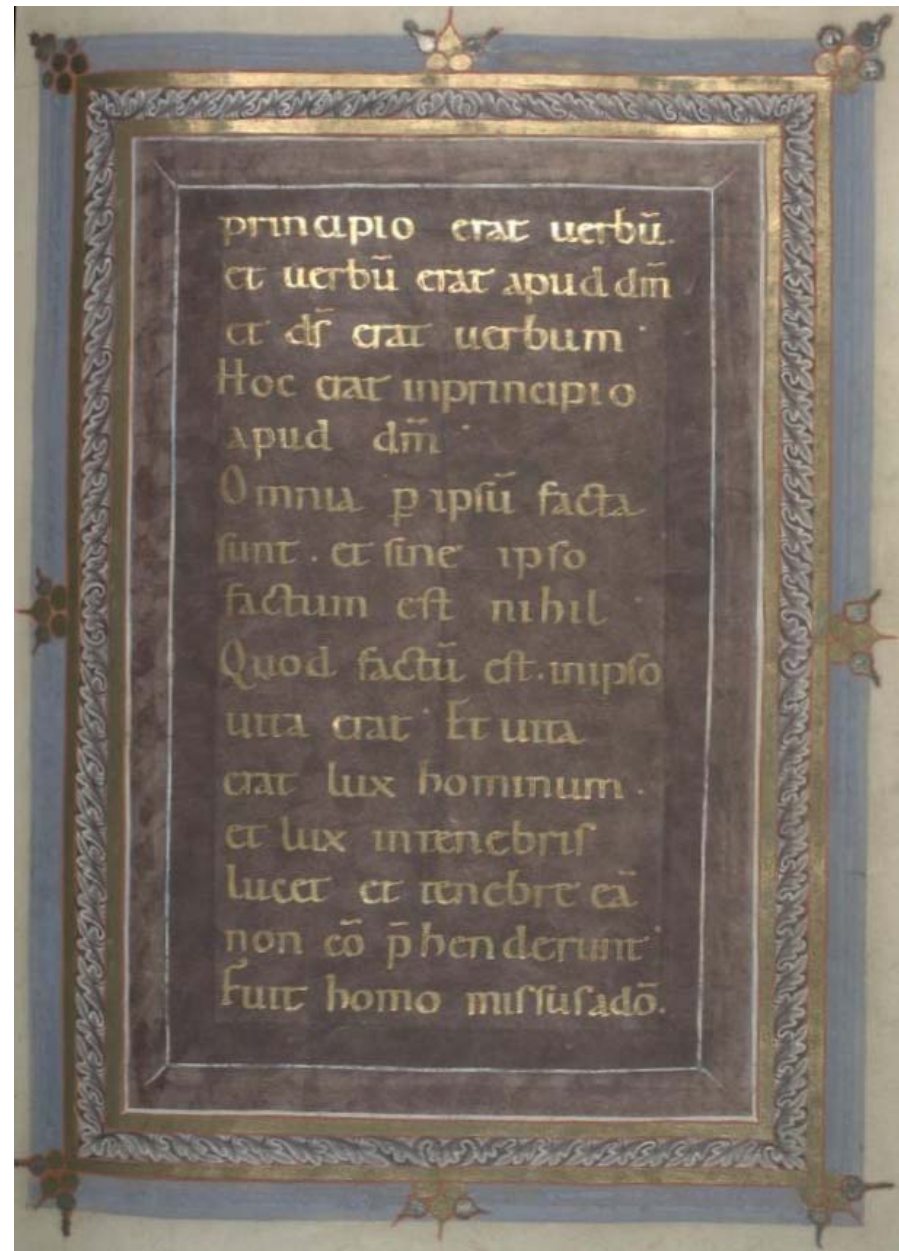 principio erat uerbū.
et uerbū erat apud dm̄
et ds̄ erat uerbum ·
Hoc erat inprincipio
apud dm̄ ·
Omnia ꝑ ipsū facta
sunt . et sine ipso
factum est nihil ·
Quod factū est . inipso
uita erat · Et uita
erat lux hominum ·
et lux intenebris
lucet et tenebre eā
non cō p̄henderunt ·
Fuit homo missusadō.